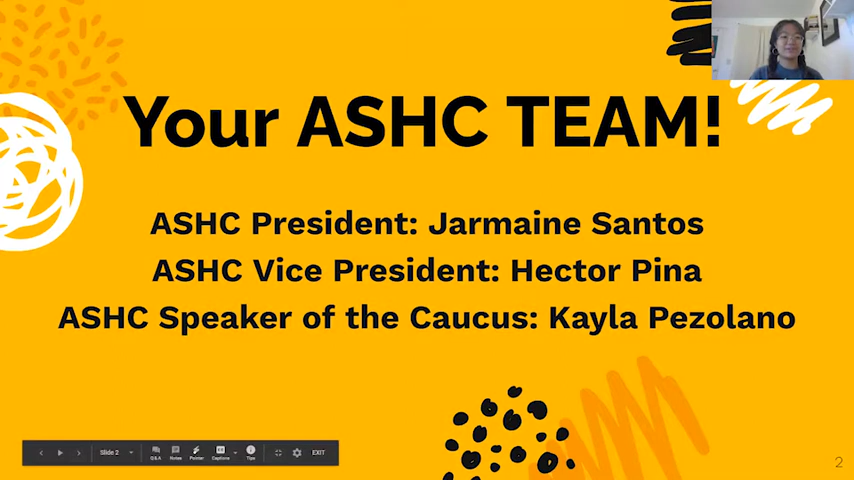 Your ASHC TEAM!
ASHC President: Jarmaine Santos
ASHC Vice President: Hector Pina
ASHC Speaker of the Caucus: Kayla Pezolano
Slide 2
Q&A Notes Pointer Captions Tips EXIT
2